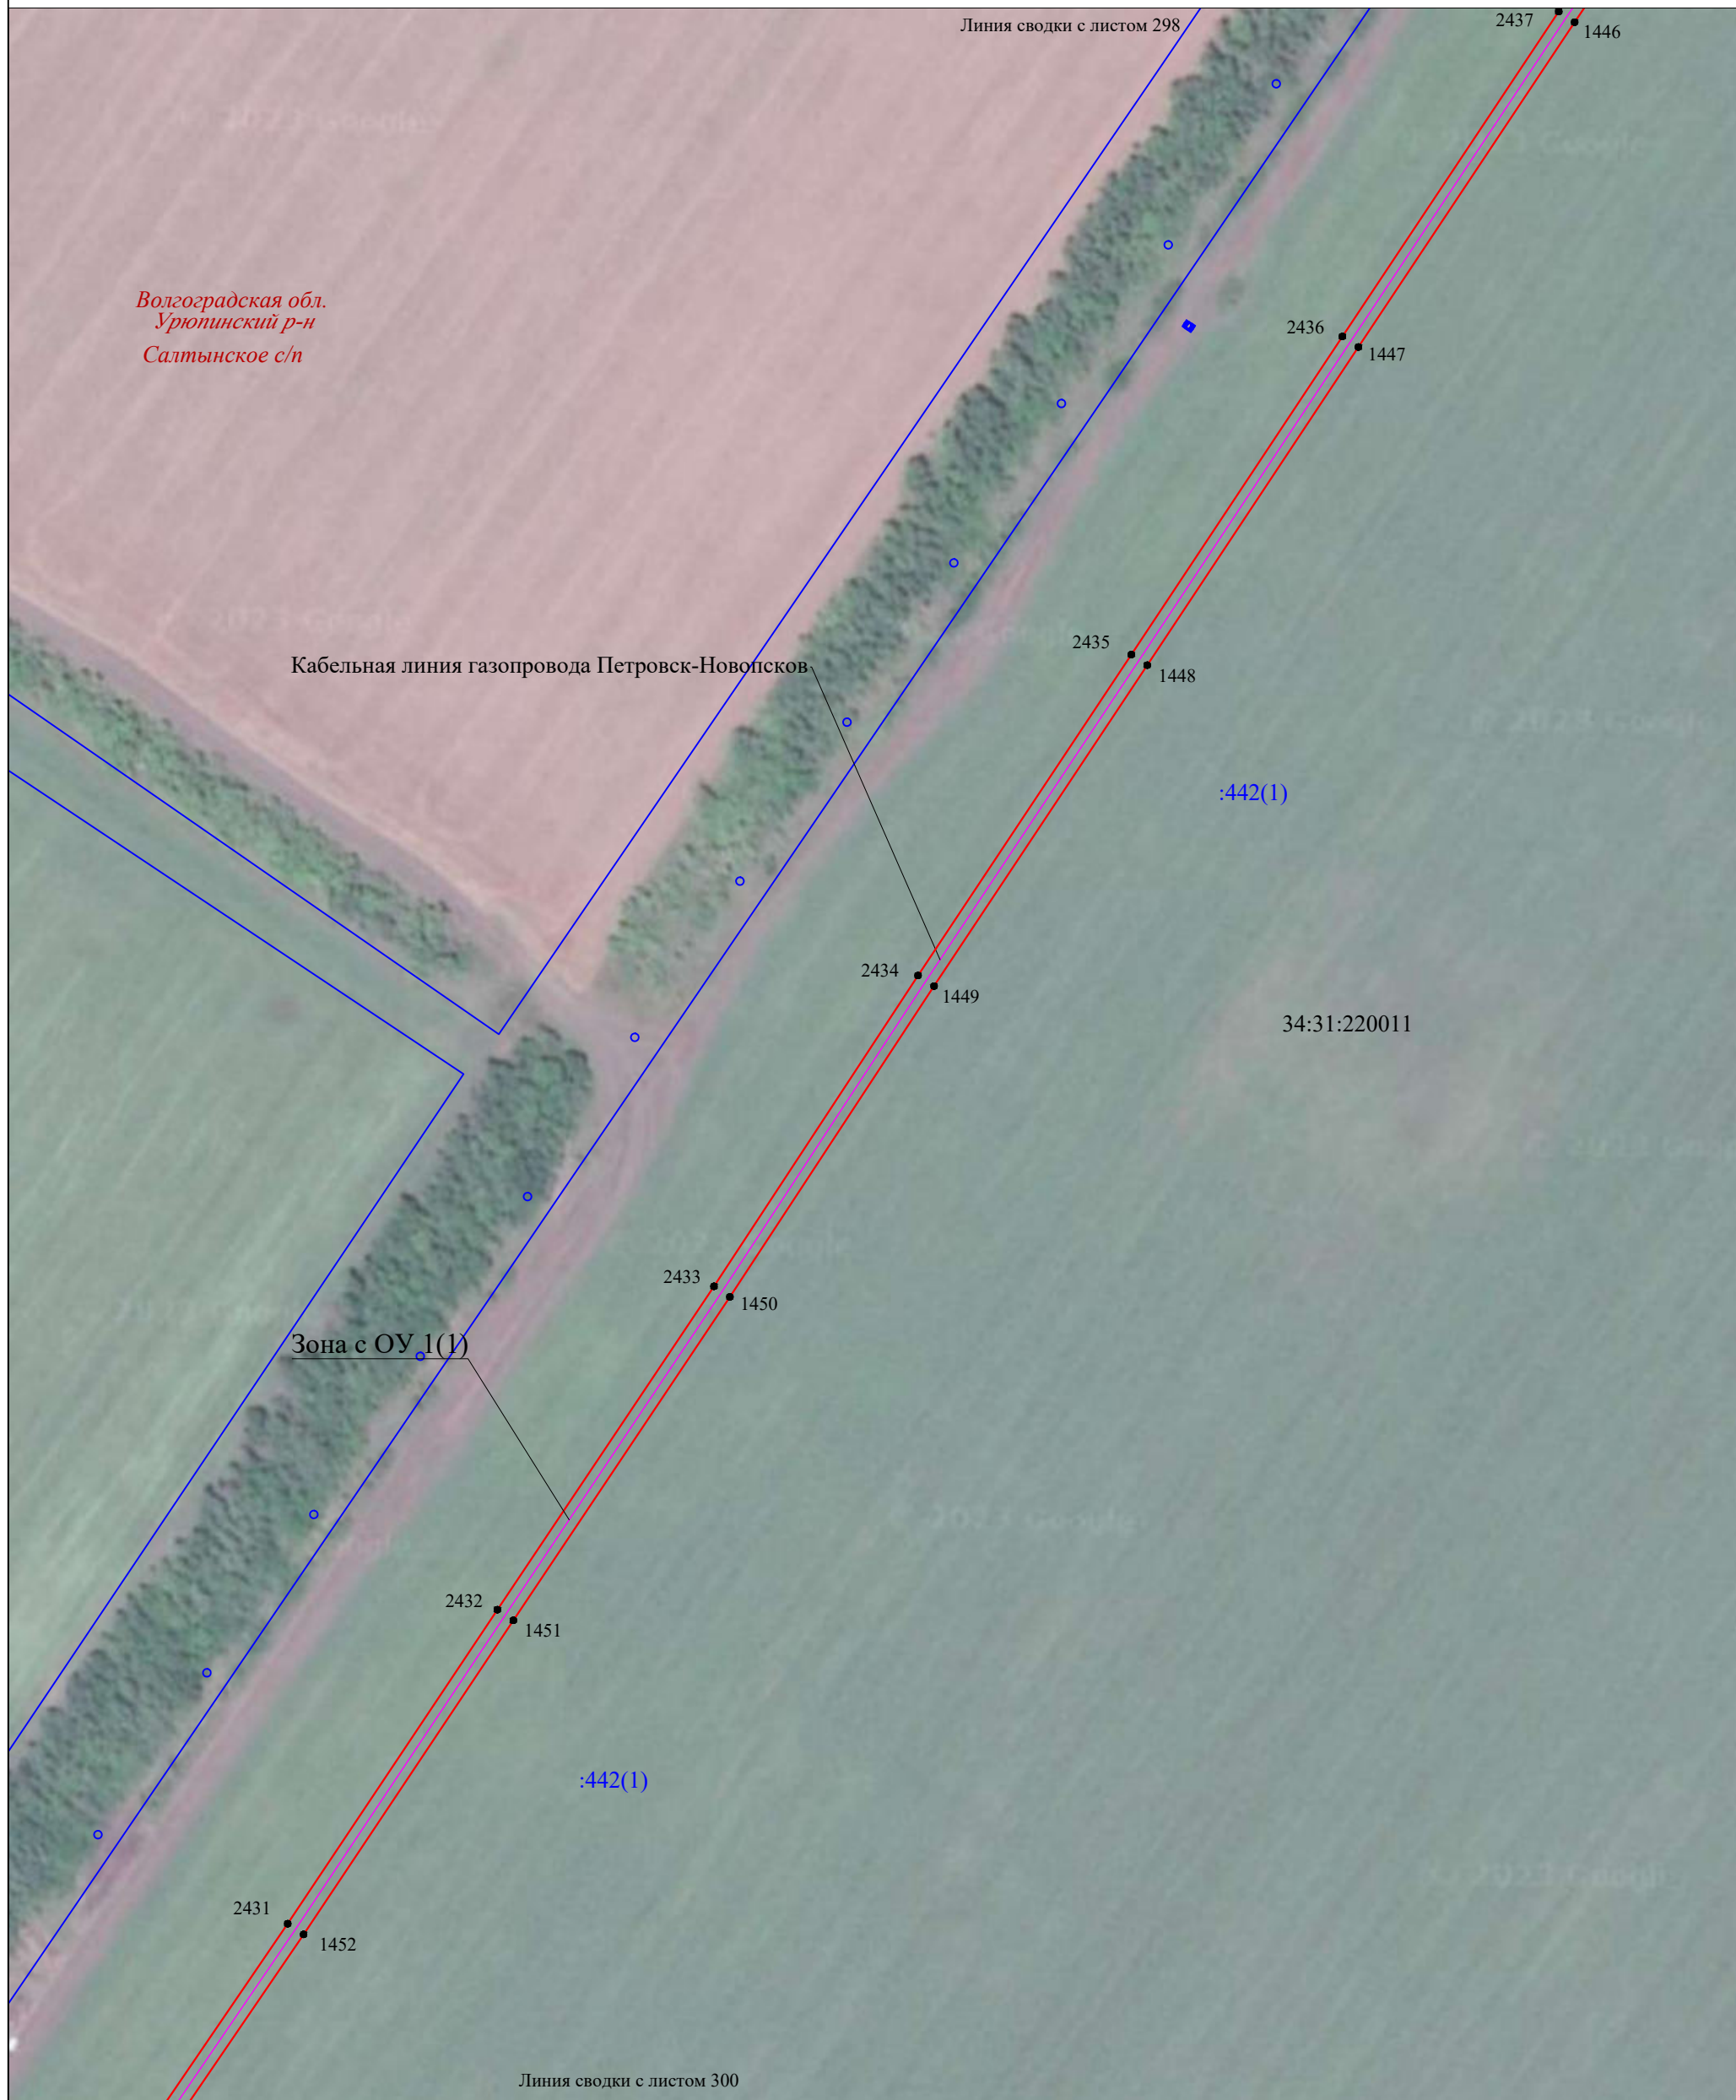 Линия сводки с листом 298
2437
1446
Волгоградская обл.
Урюпинский р-н
Салтынское с/п
2436
1447
2435
1448
Кабельная линия газопровода Петровск-Новопсков
:442(1)
2434
1449
34:31:220011
2433
1450
Зона с ОУ 1(1)
2432
1451
:442(1)
2431
1452
Линия сводки с листом 300